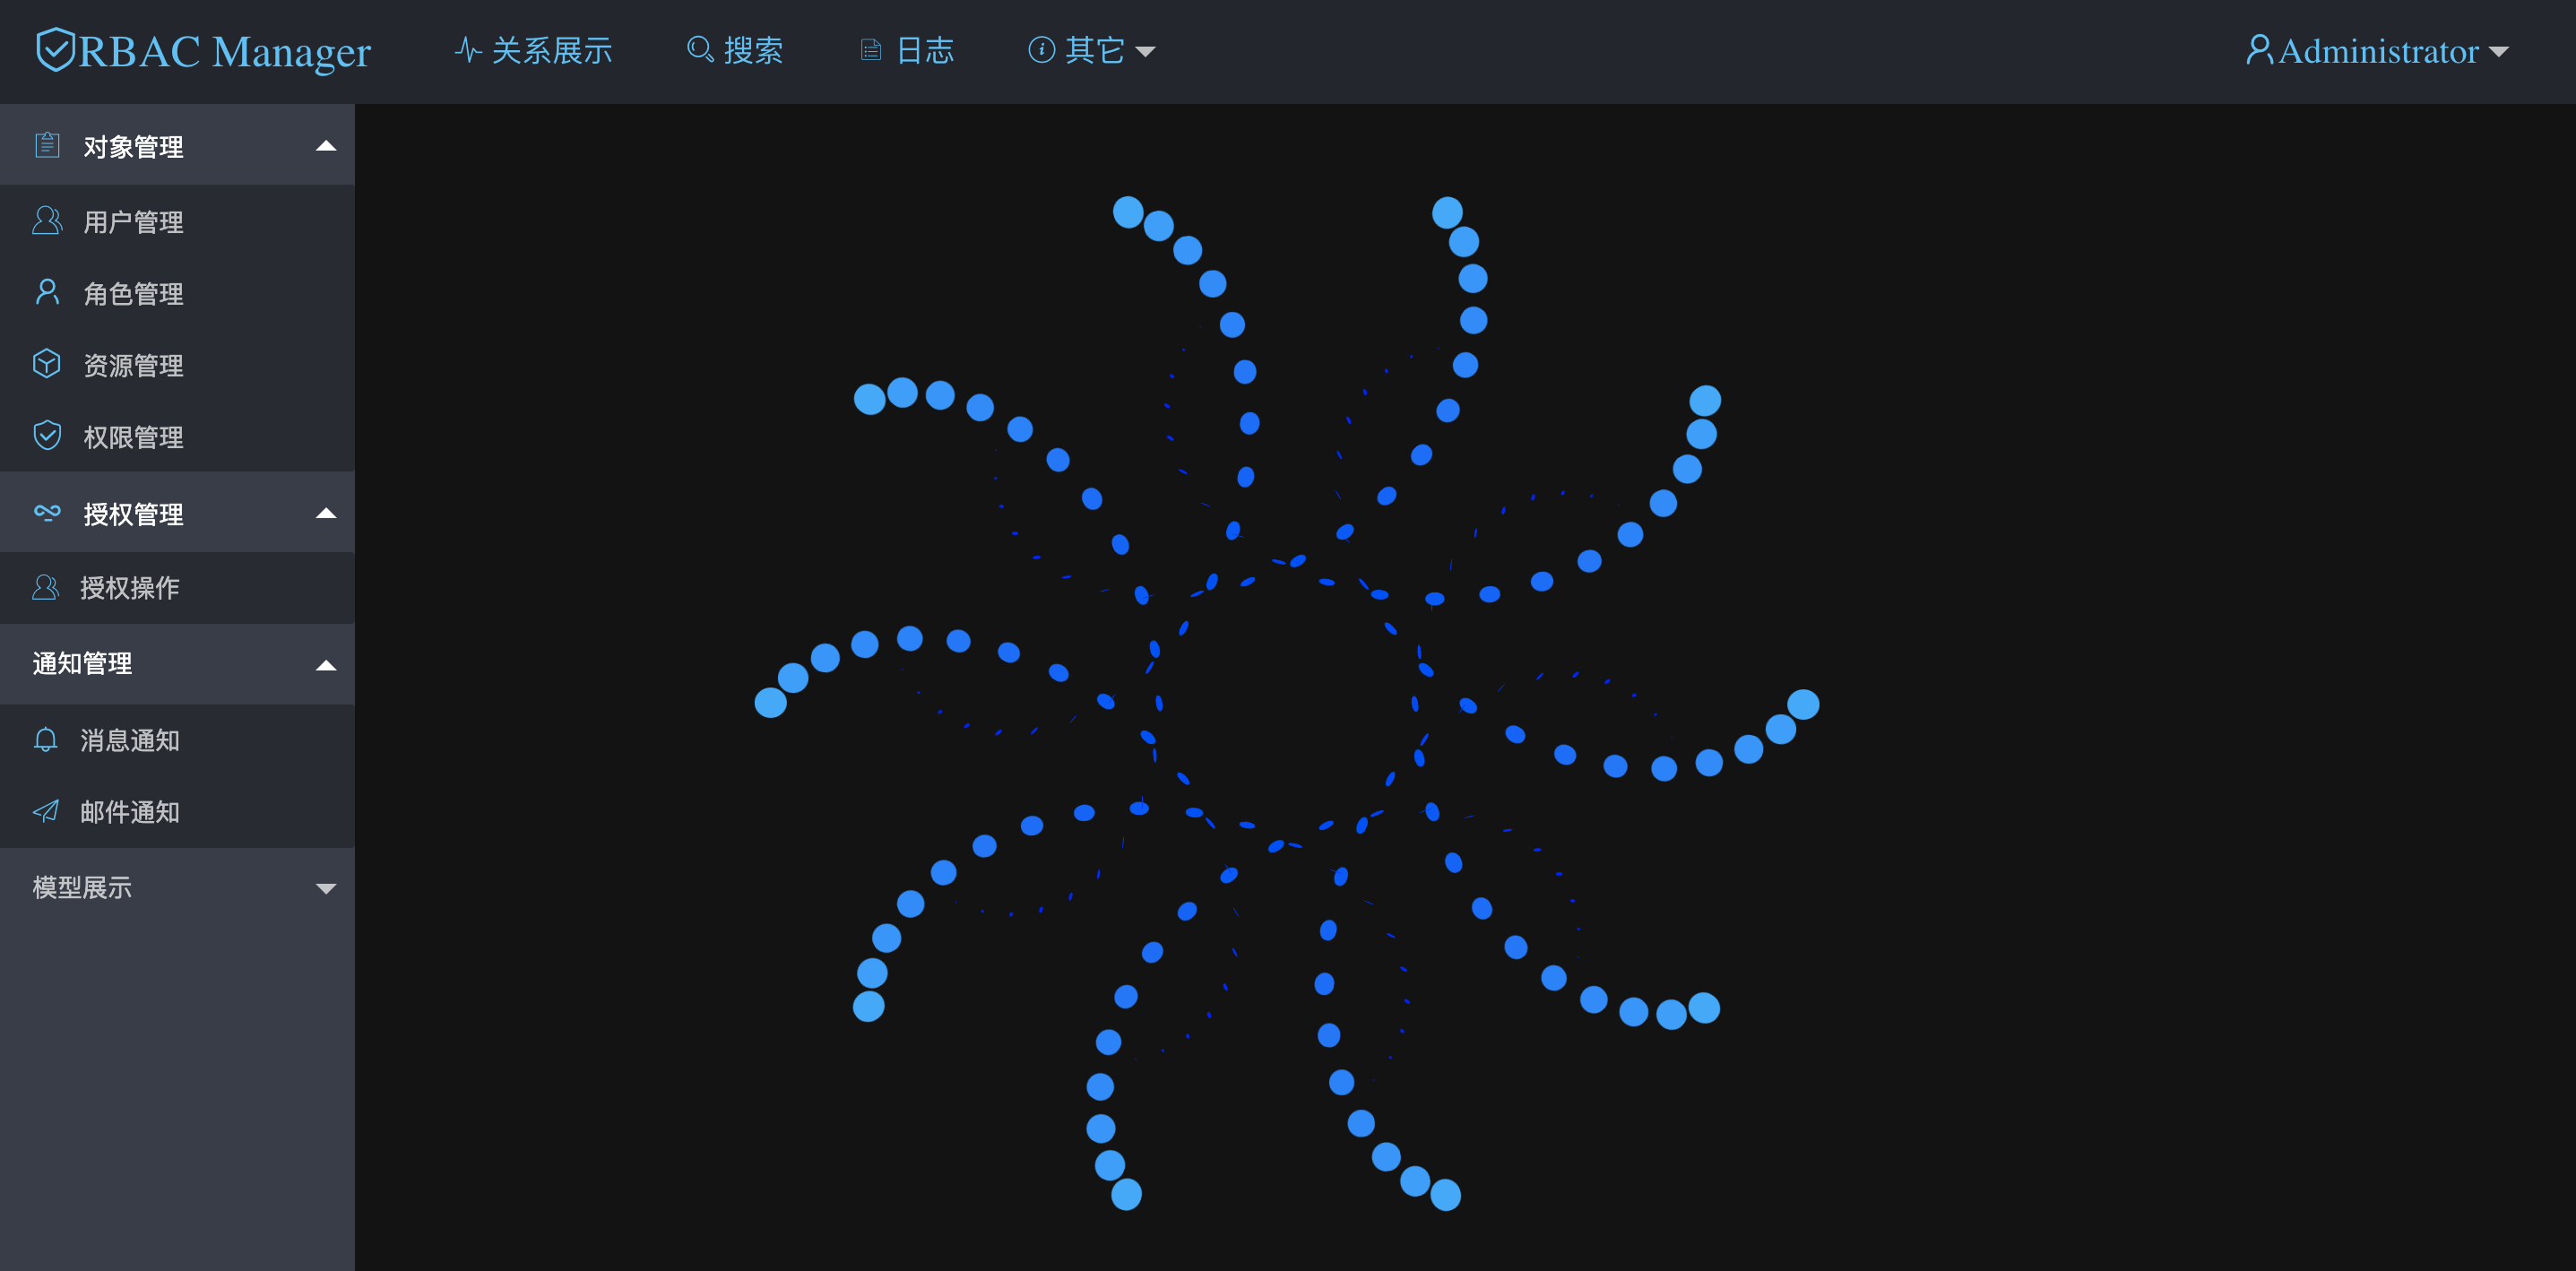 RBAC Manager
关系展示
搜索
日志
其它
Administrator
对象管理
用户管理
角色管理
资源管理
权限管理
授权管理
授权操作
通知管理
消息通知
邮件通知
模型展示